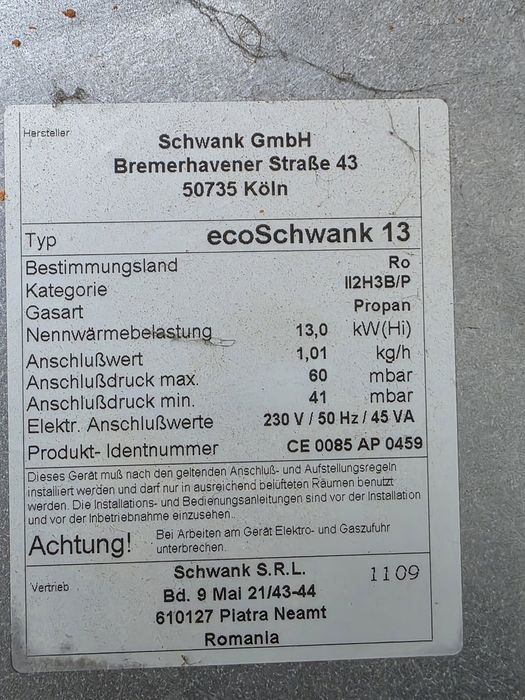 Hersteller
Schwank GmbH
Bremerhavener Straße 43
50735 Köln
Typ ecoSchwank 13
Bestimmungsland Ro
Kategorie II2H3B/P
Gasart Propan
Nennwärmebelastung 13,0 kW(Hi)
Anschlußwert 1,01 kg/h
Anschlußdruck max. 60 mbar
Anschlußdruck min. 41 mbar
Elektr. Anschlußwerte 230 V / 50 Hz / 45 VA
Produkt- Identnummer CE 0085 AP 0459
Dieses Gerät muß nach den geltenden Anschluß- und Aufstellungsregeln
installiert werden und darf nur in ausreichend belüfteten Räumen benutzt
werden. Die Installations- und Bedienungsanleitungen sind vor der Installation
und vor der Inbetriebnahme einzusehen..
Achtung! Bei Arbeiten am Gerät Elektro- und Gaszufuhr
unterbrechen.
Vertrieb Schwank S.R.L. 1109
Bd. 9 Mai 21/43-44
610127 Piatra Neamt
Romania